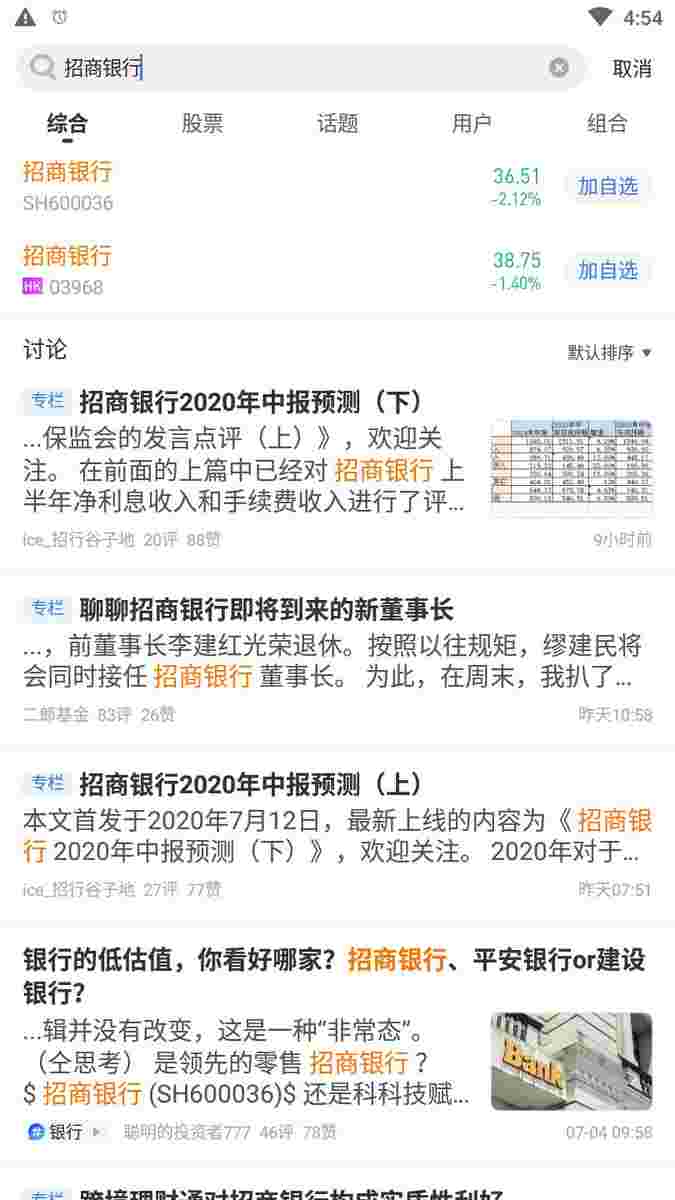 4:54
招商银行
取消
综合 股票 话题 用户 组合
招商银行
36.51
加自选
SH600036
-2.12%
招商银行
38.75
加自选
HK 03968
-1.40%
讨论
默认排序
专栏 招商银行2020年中报预测（下）
...保监会的发言点评（上）》，欢迎关
注。 在前面的上篇中已经对 招商银行 上
半年净利息收入和手续费收入进行了评...
ice_招行谷子地 20评 88赞
9小时前
专栏 聊聊招商银行即将到来的新董事长
...，前董事长李建红光荣退休。按照以往规矩，缪建民将
会同时接任 招商银行 董事长。 为此，在周末，我扒了...
二郎基金 83评 26赞
昨天10:58
专栏 招商银行2020年中报预测（上）
本文首发于2020年7月12日，最新上线的内容为《 招商银
行 2020年中报预测（下）》，欢迎关注。 2020年对于...
ice_招行谷子地 27评 77赞
昨天07:51
银行的低估值，你看好哪家？招商银行、平安银行or建设
银行？
...辑并没有改变，这是一种“非常态”。
（仝思考） 是领先的零售 招商银行 ？
$ 招商银行 (SH600036)$ 还是科科技赋...
Bank
# 银行 聪明的投资者777 46评 78赞
07-04 09:58
专栏 跨境理财通对招商银行构成实质性利好